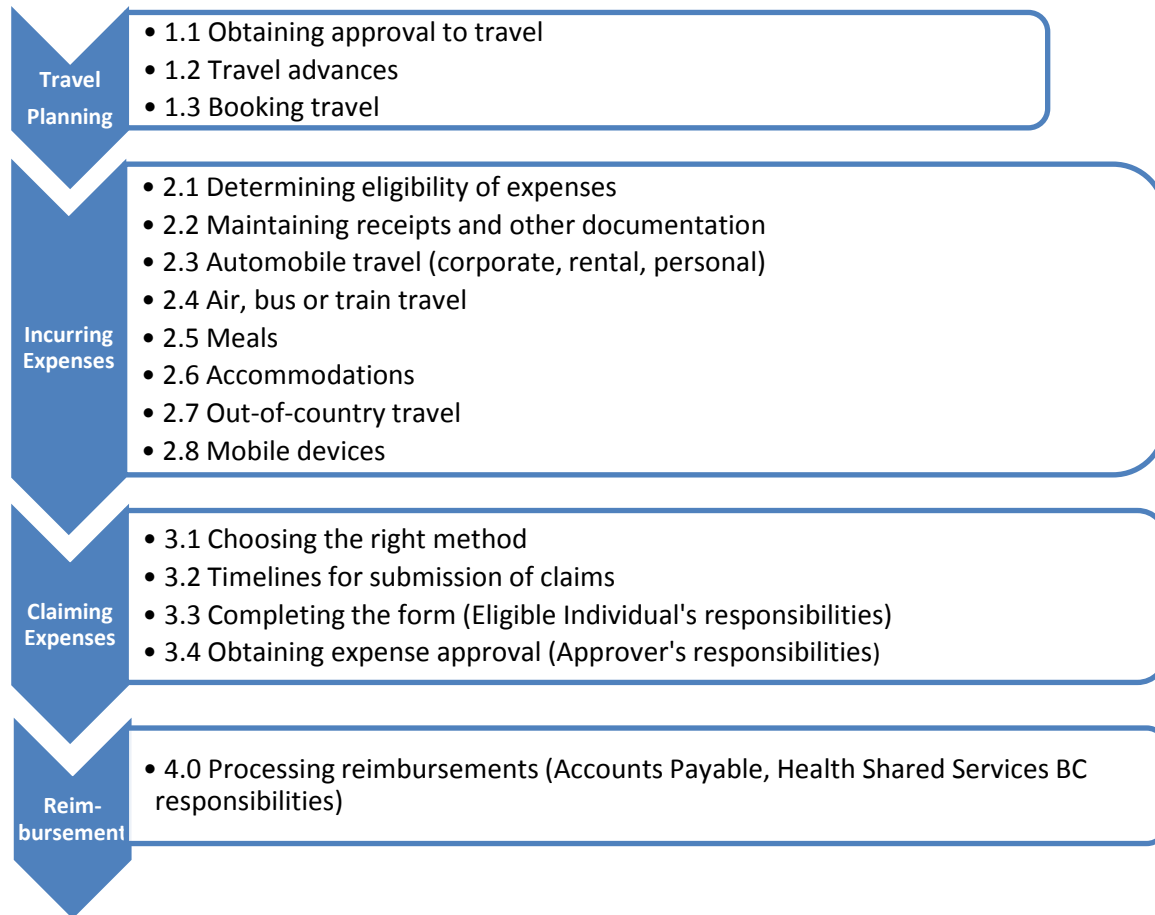 Travel
Planning
• 1.1 Obtaining approval to travel
• 1.2 Travel advances
• 1.3 Booking travel
Incurring
Expenses
• 2.1 Determining eligibility of expenses
• 2.2 Maintaining receipts and other documentation
• 2.3 Automobile travel (corporate, rental, personal)
• 2.4 Air, bus or train travel
• 2.5 Meals
• 2.6 Accommodations
• 2.7 Out-of-country travel
• 2.8 Mobile devices
Claiming
Expenses
• 3.1 Choosing the right method
• 3.2 Timelines for submission of claims
• 3.3 Completing the form (Eligible Individual's responsibilities)
• 3.4 Obtaining expense approval (Approver's responsibilities)
Reim-
bursement
• 4.0 Processing reimbursements (Accounts Payable, Health Shared Services BC
responsibilities)